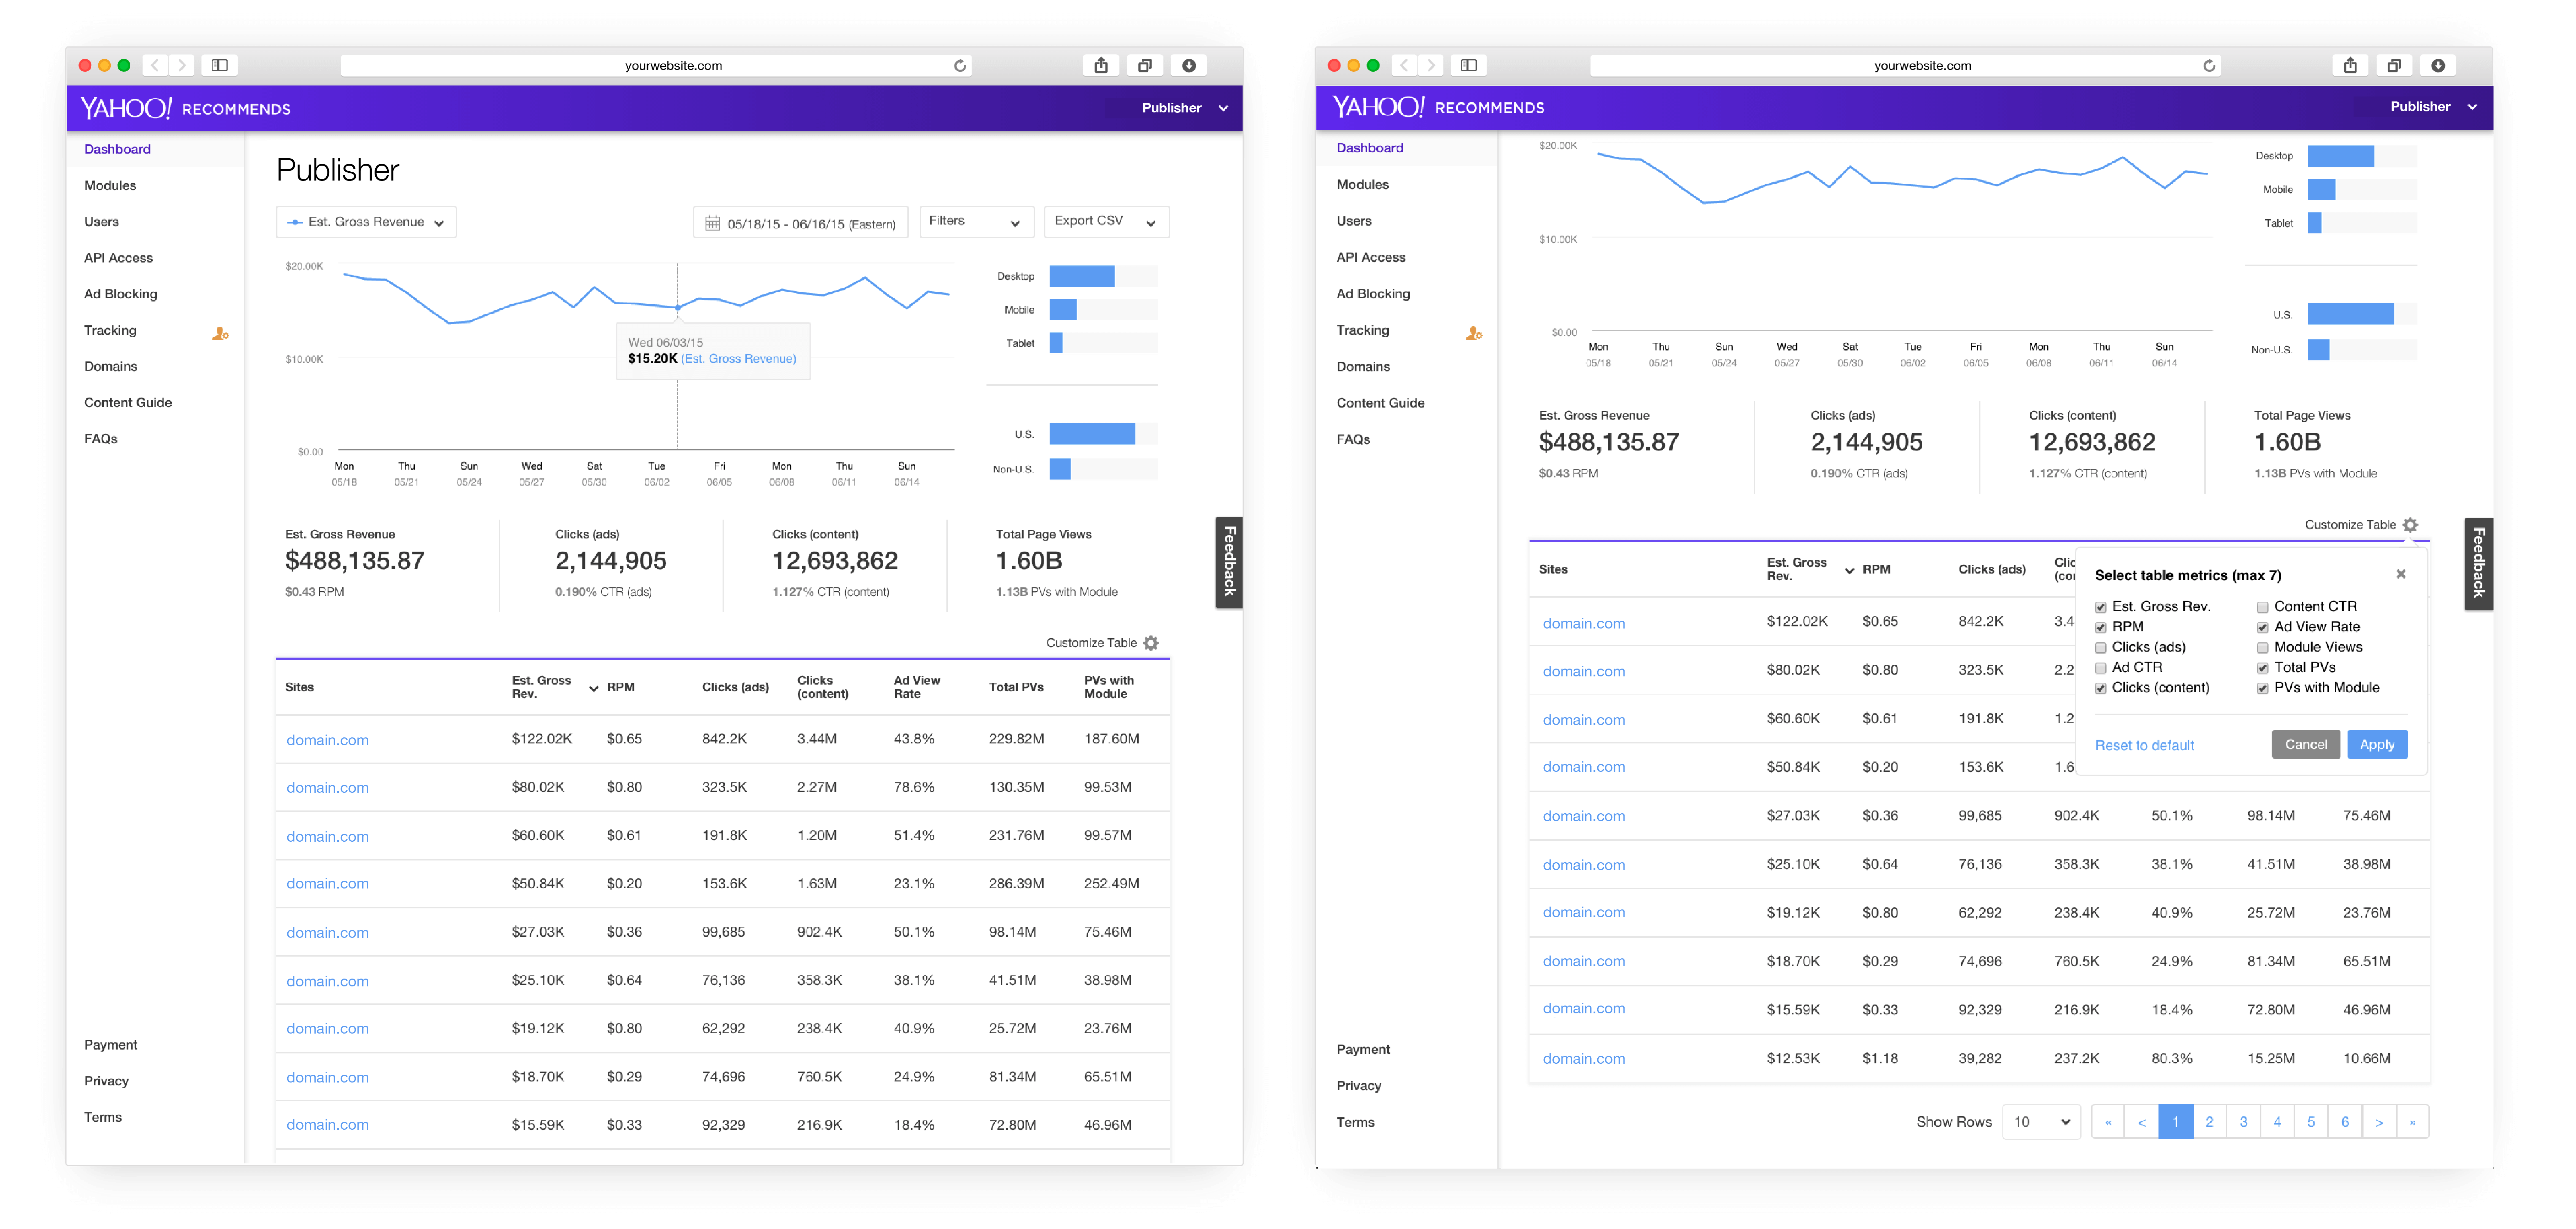 yourwebsite.com
YAHOO! RECOMMENDS
Publisher
Dashboard
Modules
Users
API Access
Ad Blocking
Tracking
Domains
Content Guide
FAQs
Payment
Privacy
Terms
Publisher
Est. Gross Revenue
05/18/15 - 06/16/15 (Eastern)
Filters
Export CSV
$20.00K
$10.00K
$0.00
Wed 06/03/15
$15.20K (Est. Gross Revenue)
Mon Thu Sun Wed Sat Tue Fri Mon Thu Sun
05/18 05/21 05/24 05/27 05/30 06/02 06/05 06/08 06/11 06/14
Desktop
Mobile
Tablet
U.S.
Non-U.S.
Est. Gross Revenue
$488,135.87
$0.43 RPM
Clicks (ads)
2,144,905
0.190% CTR (ads)
Clicks (content)
12,693,862
1.127% CTR (content)
Total Page Views
1.60B
1.13B PVs with Module
Feedback
Customize Table
Sites Est. Gross Rev. RPM Clicks (ads) Clicks (content) Ad View Rate Total PVs PVs with Module
domain.com $122.02K $0.65 842.2K 3.44M 43.8% 229.82M 187.60M
domain.com $80.02K $0.80 323.5K 2.27M 78.6% 130.35M 99.53M
domain.com $60.60K $0.61 191.8K 1.20M 51.4% 231.76M 99.57M
domain.com $50.84K $0.20 153.6K 1.63M 23.1% 286.39M 252.49M
domain.com $27.03K $0.36 99,685 902.4K 50.1% 98.14M 75.46M
domain.com $25.10K $0.64 76,136 358.3K 38.1% 41.51M 38.98M
domain.com $19.12K $0.80 62,292 238.4K 40.9% 25.72M 23.76M
domain.com $18.70K $0.29 74,696 760.5K 24.9% 81.34M 65.51M
domain.com $15.59K $0.33 92,329 216.9K 18.4% 72.80M 46.96M
yourwebsite.com
YAHOO! RECOMMENDS
Publisher
Dashboard
Modules
Users
API Access
Ad Blocking
Tracking
Domains
Content Guide
FAQs
Payment
Privacy
Terms
$20.00K
$10.00K
$0.00
Mon Thu Sun Wed Sat Tue Fri Mon Thu Sun
05/18 05/21 05/24 05/27 05/30 06/02 06/05 06/08 06/11 06/14
Desktop
Mobile
Tablet
U.S.
Non-U.S.
Est. Gross Revenue
$488,135.87
$0.43 RPM
Clicks (ads)
2,144,905
0.190% CTR (ads)
Clicks (content)
12,693,862
1.127% CTR (content)
Total Page Views
1.60B
1.13B PVs with Module
Feedback
Customize Table
Sites Est. Gross Rev. RPM Clicks (ads)
Select table metrics (max 7)
Est. Gross Rev. Content CTR
RPM Ad View Rate
Clicks (ads) Module Views
Ad CTR Total PVs
Clicks (content) PVs with Module
Reset to default Cancel Apply
domain.com $122.02K $0.65 842.2K 3.4
domain.com $80.02K $0.80 323.5K 2.2
domain.com $60.60K $0.61 191.8K 1.2
domain.com $50.84K $0.20 153.6K 1.6
domain.com $27.03K $0.36 99,685 902.4K 50.1% 98.14M 75.46M
domain.com $25.10K $0.64 76,136 358.3K 38.1% 41.51M 38.98M
domain.com $19.12K $0.80 62,292 238.4K 40.9% 25.72M 23.76M
domain.com $18.70K $0.29 74,696 760.5K 24.9% 81.34M 65.51M
domain.com $15.59K $0.33 92,329 216.9K 18.4% 72.80M 46.96M
domain.com $12.53K $1.18 39,282 237.2K 80.3% 15.25M 10.66M
Show Rows 10 « < 1 2 3 4 5 6 > »